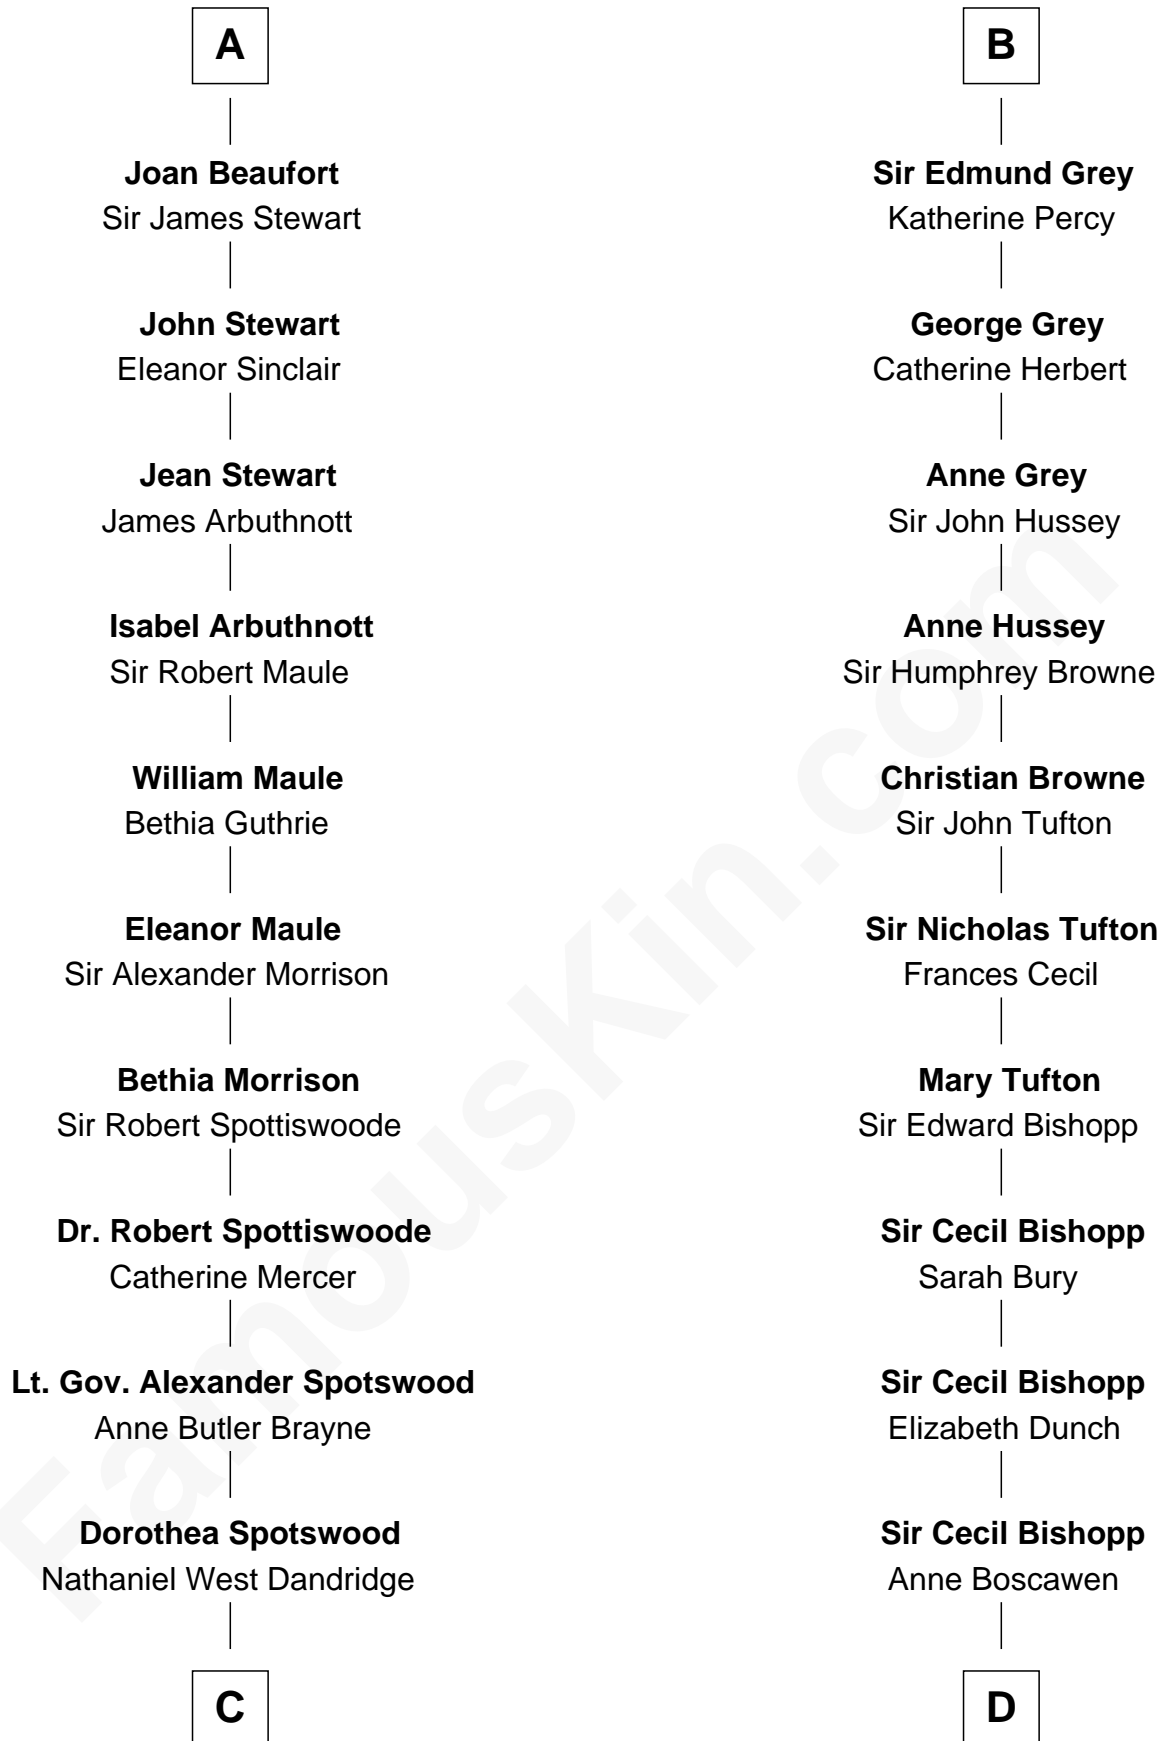 A
Joan Beaufort
Sir James Stewart
John Stewart
Eleanor Sinclair
Jean Stewart
James Arbuthnott
Isabel Arbuthnott
Sir Robert Maule
William Maule
Bethia Guthrie
Eleanor Maule
Sir Alexander Morrison
Bethia Morrison
Sir Robert Spottiswoode
Dr. Robert Spottiswoode
Catherine Mercer
Lt. Gov. Alexander Spotswood
Anne Butler Brayne
Dorothea Spotswood
Nathaniel West Dandridge
C
B
Sir Edmund Grey
Katherine Percy
George Grey
Catherine Herbert
Anne Grey
Sir John Hussey
Anne Hussey
Sir Humphrey Browne
Christian Browne
Sir John Tufton
Sir Nicholas Tufton
Frances Cecil
Mary Tufton
Sir Edward Bishopp
Sir Cecil Bishopp
Sarah Bury
Sir Cecil Bishopp
Elizabeth Dunch
Sir Cecil Bishopp
Anne Boscawen
D
FamousKin.com